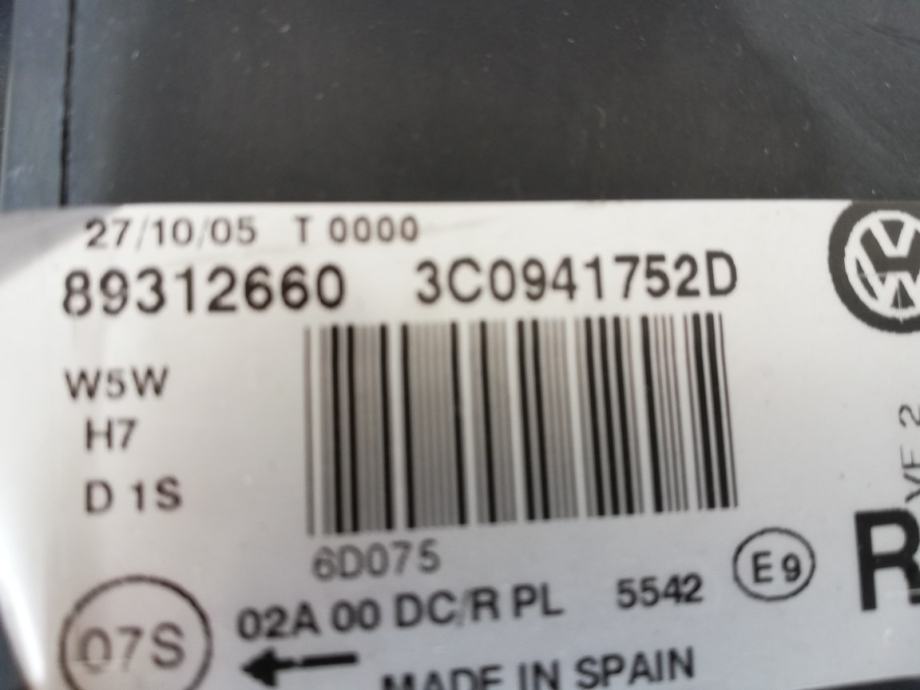 27/10/05 T 0000
89312660 3C0941752D
W5W
H7
D1S
6D075
02A 00 DC/R PL 5542 E9
07S
MADE IN SPAIN
R